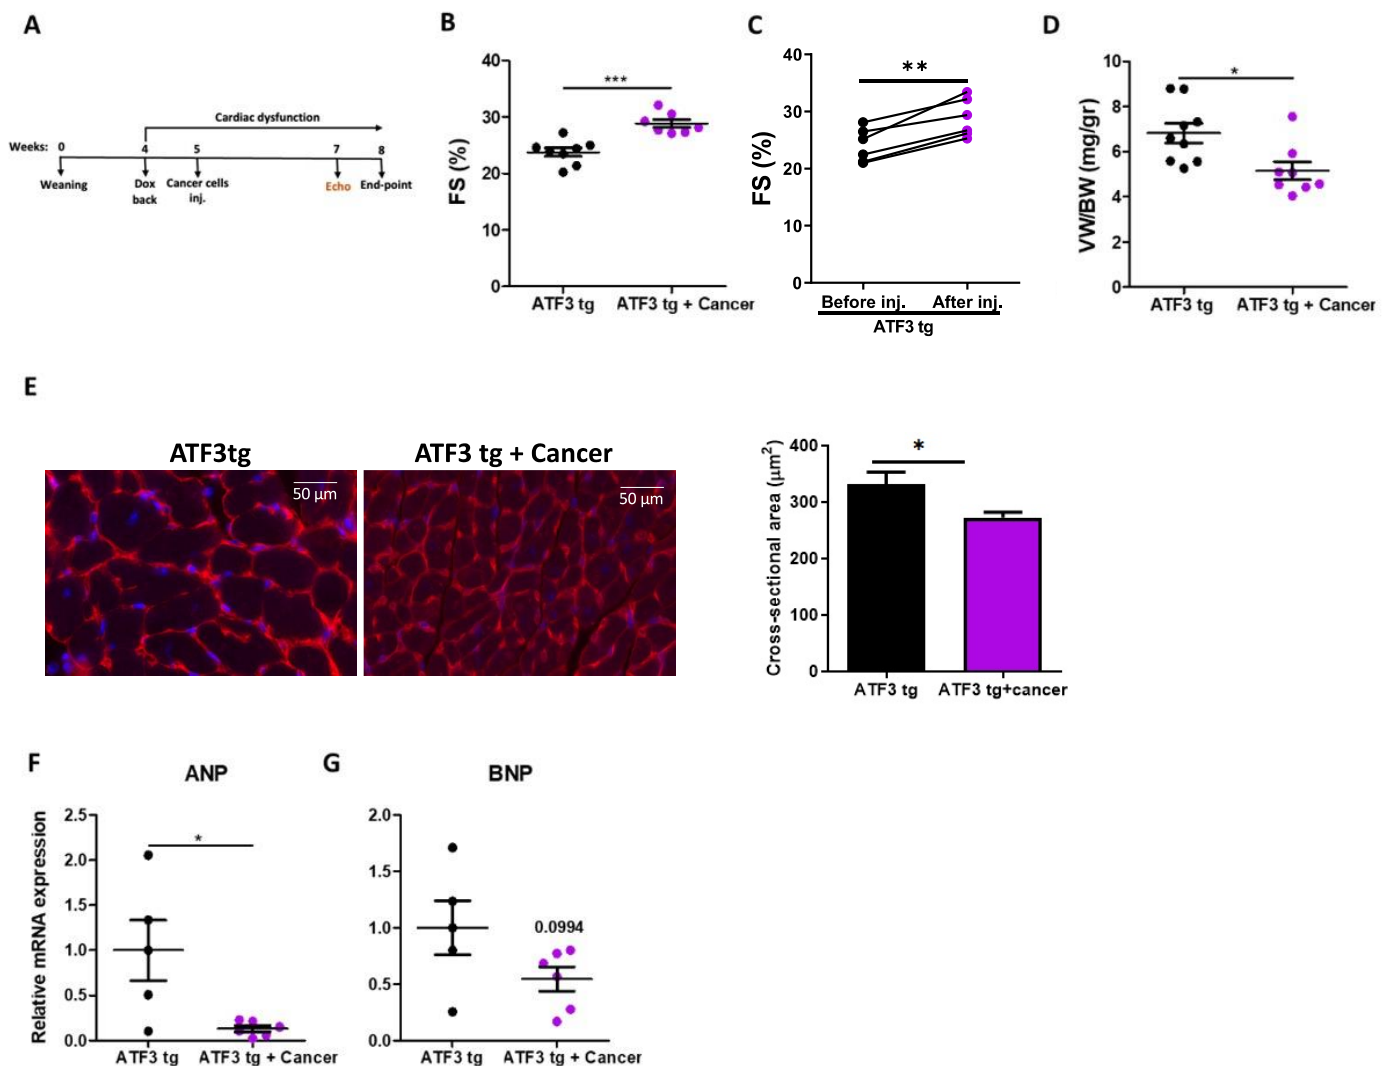 A
Cardiac dysfunction
Weeks: 0 4 5 7 8
Weaning Dox back Cancer cells inj. Echo End-point
B
FS (%)
40
30
20
10
0
***
ATF3 tg ATF3 tg + Cancer
C
FS (%)
40
30
20
10
0
**
Before inj. After inj.
ATF3 tg
D
VW/BW (mg/gr)
10
8
6
4
2
0
*
ATF3 tg ATF3 tg + Cancer
E
ATF3tg
50 μm
ATF3 tg + Cancer
50 μm
Cross-sectional area (μm²)
400
300
200
100
0
*
ATF3 tg ATF3 tg+cancer
F
ANP
Relative mRNA expression
2.5
2.0
1.5
1.0
0.5
0.0
*
ATF3 tg ATF3 tg + Cancer
G
BNP
2.0
1.5
1.0
0.5
0.0
0.0994
ATF3 tg ATF3 tg + Cancer